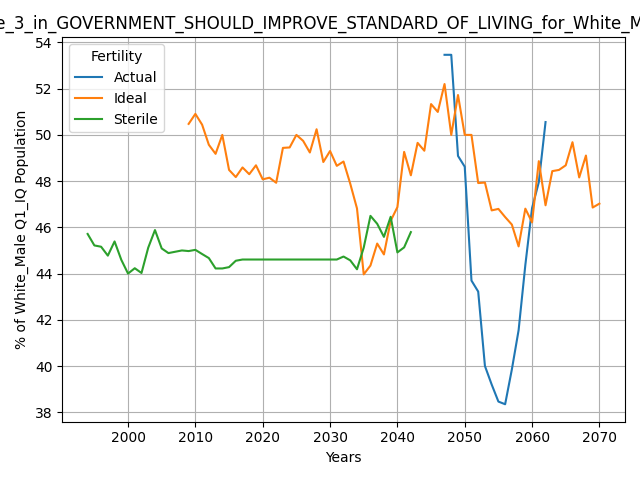 e_3_in_GOVERNMENT_SHOULD_IMPROVE_STANDARD_OF_LIVING_for_White_M
Fertility
Actual
Ideal
Sterile
% of White_Male Q1_IQ Population
54
52
50
48
46
44
42
40
38
2000 2010 2020 2030 2040 2050 2060 2070
Years